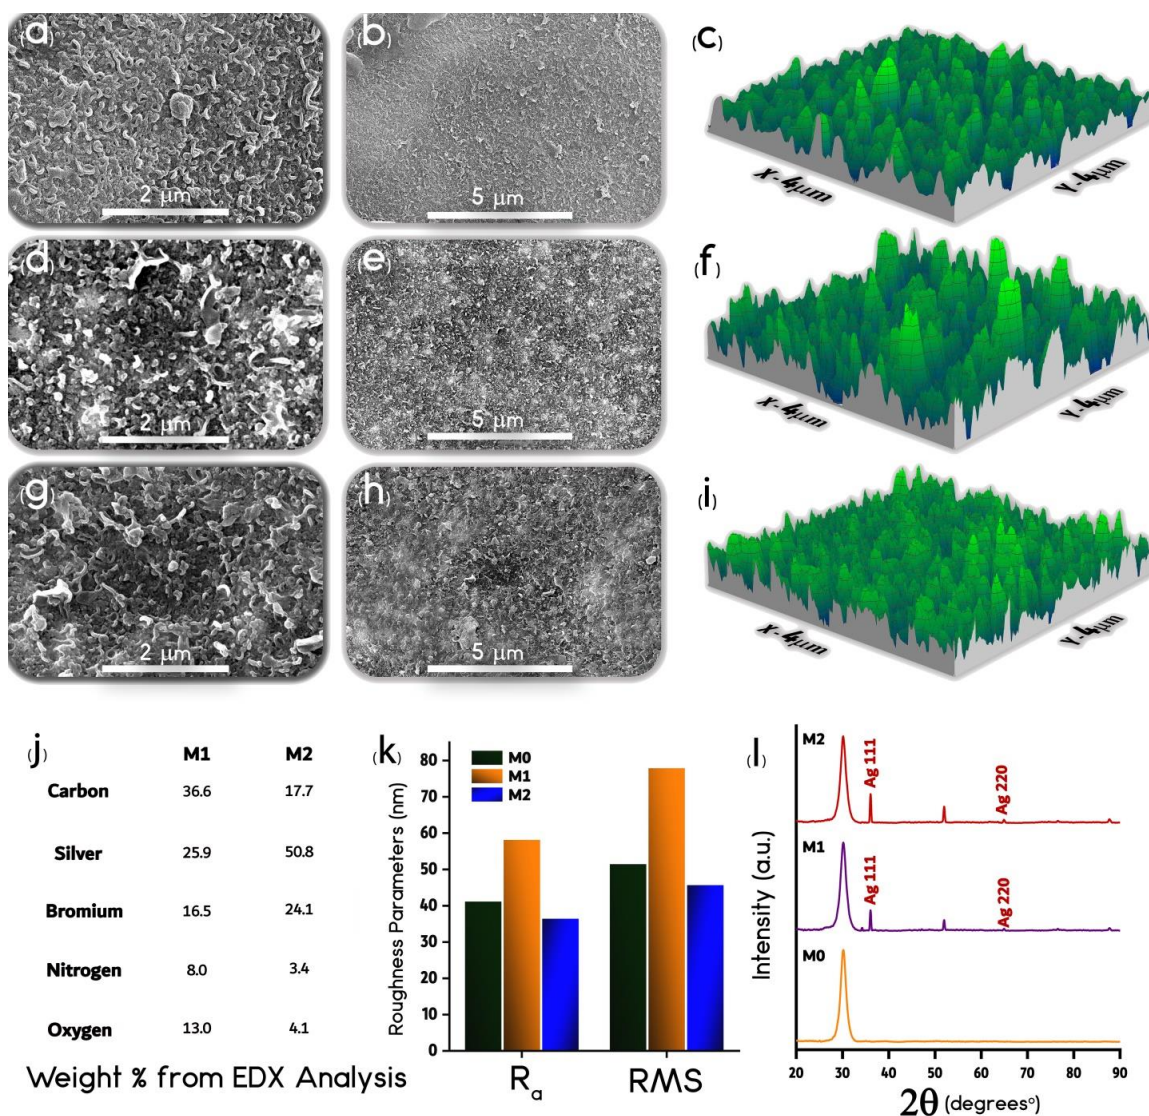 (a)
2 µm
(b)
5 µm
(c)
X-4µm
Y-4µm
(d)
2 µm
(e)
5 µm
(f)
X-4µm
Y-4µm
(g)
2 µm
(h)
5 µm
(i)
X-4µm
Y-4µm
(j)
M1 M2
Carbon 36.6 17.7
Silver 25.9 50.8
Bromium 16.5 24.1
Nitrogen 8.0 3.4
Oxygen 13.0 4.1
Weight % from EDX Analysis
(k)
M0
M1
M2
Roughness Parameters (nm)
80
70
60
50
40
30
20
10
0
Ra RMS
(l)
M2
Ag 111
Ag 220
M1
Ag 111
Ag 220
M0
Intensity (a.u.)
20 30 40 50 60 70 80 90
2θ (degrees°)